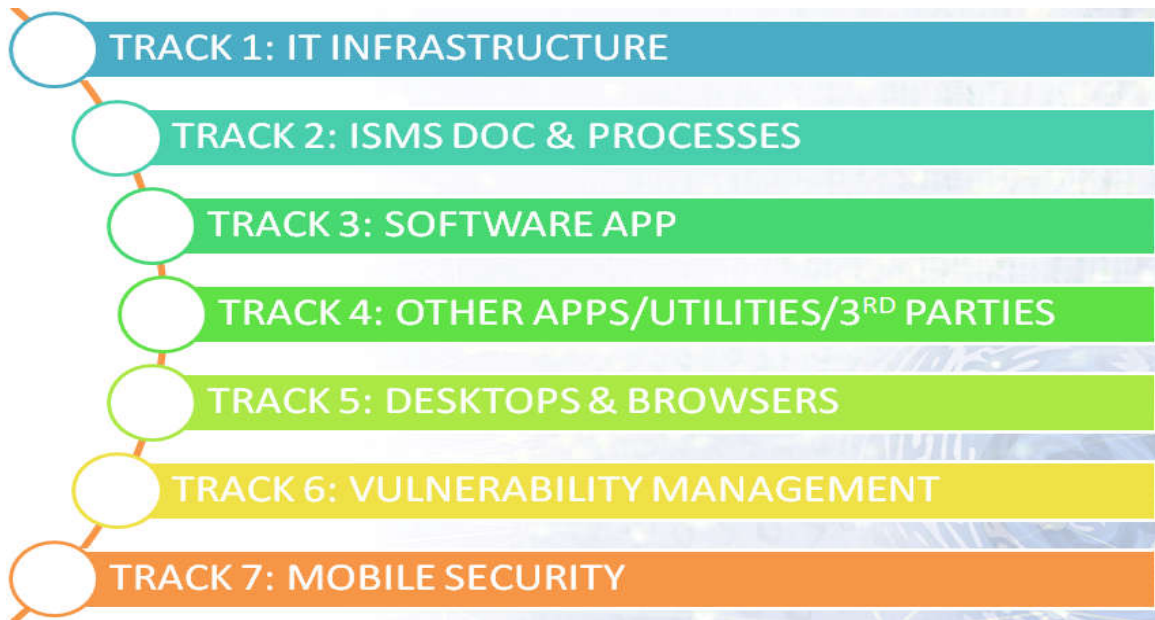 TRACK 1: IT INFRASTRUCTURE
TRACK 2: ISMS DOC & PROCESSES
TRACK 3: SOFTWARE APP
TRACK 4: OTHER APPS/UTILITIES/3RD PARTIES
TRACK 5: DESKTOPS & BROWSERS
TRACK 6: VULNERABILITY MANAGEMENT
TRACK 7: MOBILE SECURITY